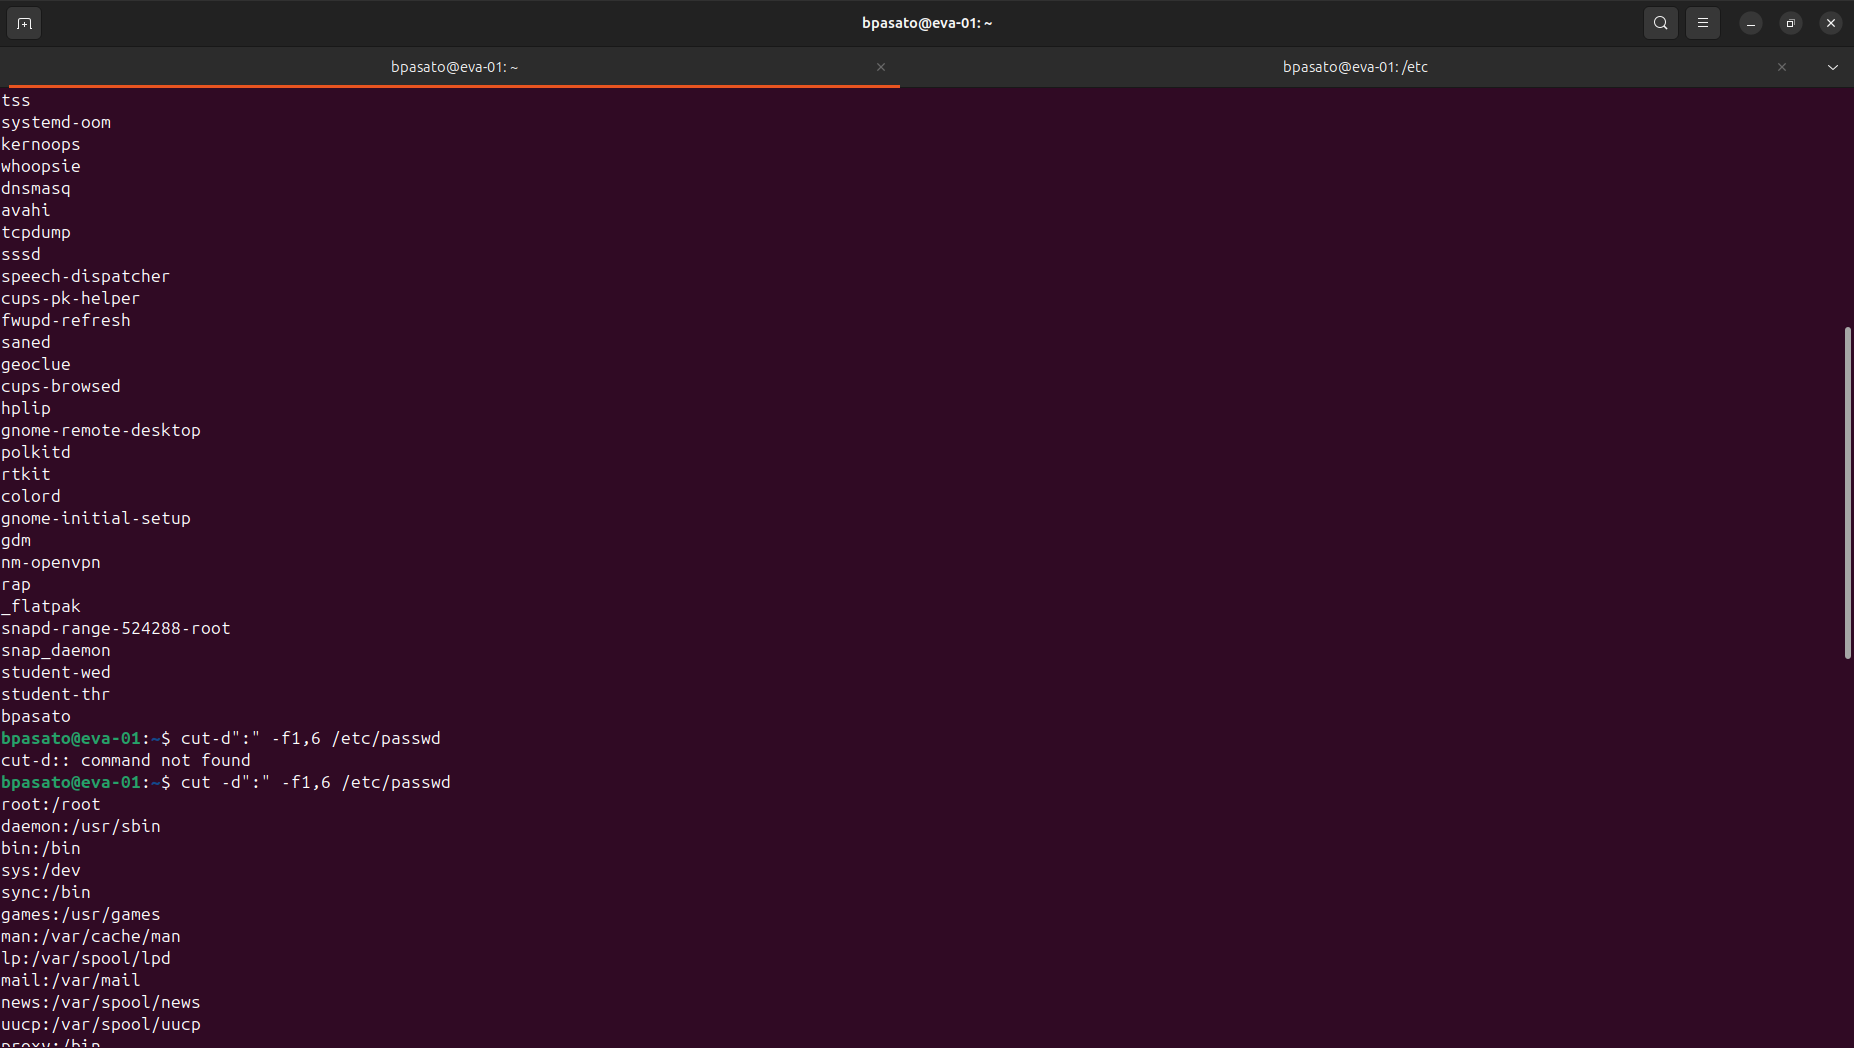 bpasato@eva-01: ~
bpasato@eva-01: ~
bpasato@eva-01: /etc
tss
systemd-oom
kernoops
whoopsie
dnsmasq
avahi
tcpdump
sssd
speech-dispatcher
cups-pk-helper
fwupd-refresh
saned
geoclue
cups-browsed
hplip
gnome-remote-desktop
polkitd
rtkit
colord
gnome-initial-setup
gdm
nm-openvpn
rap
_flatpak
snapd-range-524288-root
snap_daemon
student-wed
student-thr
bpasato
bpasato@eva-01:~$ cut-d":" -f1,6 /etc/passwd
cut-d:: command not found
bpasato@eva-01:~$ cut -d":" -f1,6 /etc/passwd
root:/root
daemon:/usr/sbin
bin:/bin
sys:/dev
sync:/bin
games:/usr/games
man:/var/cache/man
lp:/var/spool/lpd
mail:/var/mail
news:/var/spool/news
uucp:/var/spool/uucp
proxy:/bin